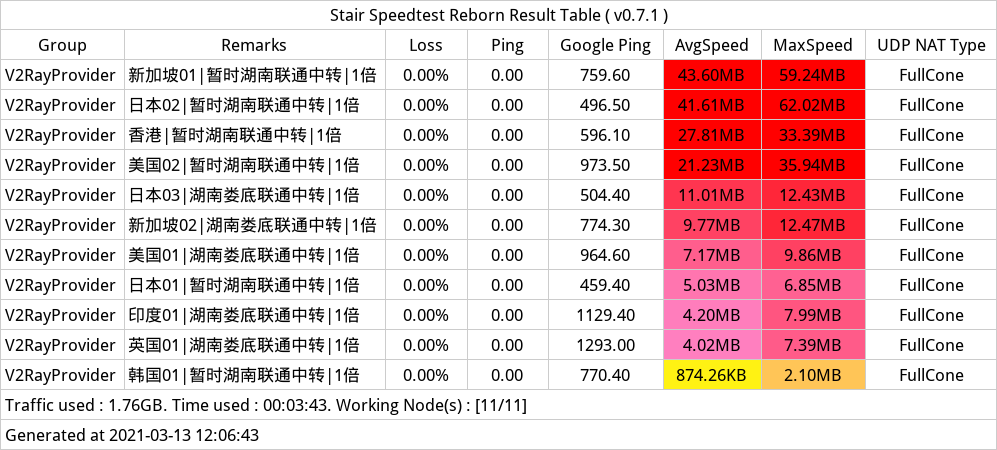 Stair Speedtest Reborn Result Table ( v0.7.1 )
Group Remarks Loss Ping Google Ping AvgSpeed MaxSpeed UDP NAT Type
V2RayProvider 新加坡01|暂时湖南联通中转|1倍 0.00% 0.00 759.60 43.60MB 59.24MB FullCone
V2RayProvider 日本02|暂时湖南联通中转|1倍 0.00% 0.00 496.50 41.61MB 62.02MB FullCone
V2RayProvider 香港|暂时湖南联通中转|1倍 0.00% 0.00 596.10 27.81MB 33.39MB FullCone
V2RayProvider 美国02|暂时湖南联通中转|1倍 0.00% 0.00 973.50 21.23MB 35.94MB FullCone
V2RayProvider 日本03|湖南娄底联通中转|1倍 0.00% 0.00 504.40 11.01MB 12.43MB FullCone
V2RayProvider 新加坡02|湖南娄底联通中转|1倍 0.00% 0.00 774.30 9.77MB 12.47MB FullCone
V2RayProvider 美国01|湖南娄底联通中转|1倍 0.00% 0.00 964.60 7.17MB 9.86MB FullCone
V2RayProvider 日本01|湖南娄底联通中转|1倍 0.00% 0.00 459.40 5.03MB 6.85MB FullCone
V2RayProvider 印度01|湖南娄底联通中转|1倍 0.00% 0.00 1129.40 4.20MB 7.99MB FullCone
V2RayProvider 英国01|湖南娄底联通中转|1倍 0.00% 0.00 1293.00 4.02MB 7.39MB FullCone
V2RayProvider 韩国01|暂时湖南联通中转|1倍 0.00% 0.00 770.40 874.26KB 2.10MB FullCone
Traffic used : 1.76GB. Time used : 00:03:43. Working Node(s) : [11/11]
Generated at 2021-03-13 12:06:43